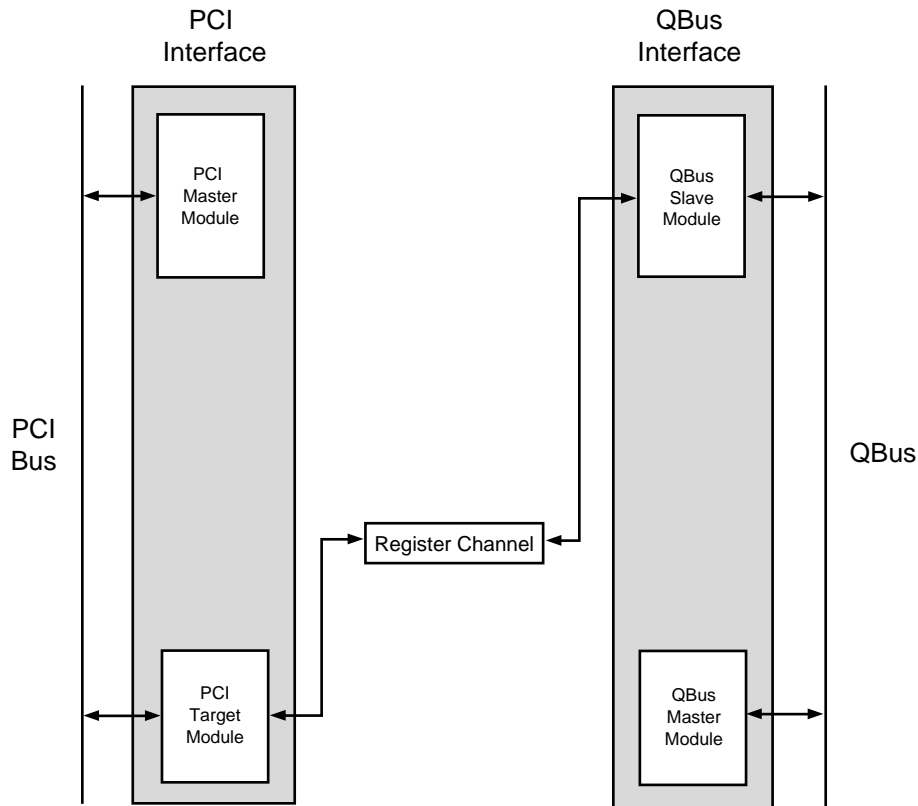 PCI
Interface
QBus
Interface
PCI
Master
Module
QBus
Slave
Module
PCI
Bus
QBus
Register Channel
PCI
Target
Module
QBus
Master
Module